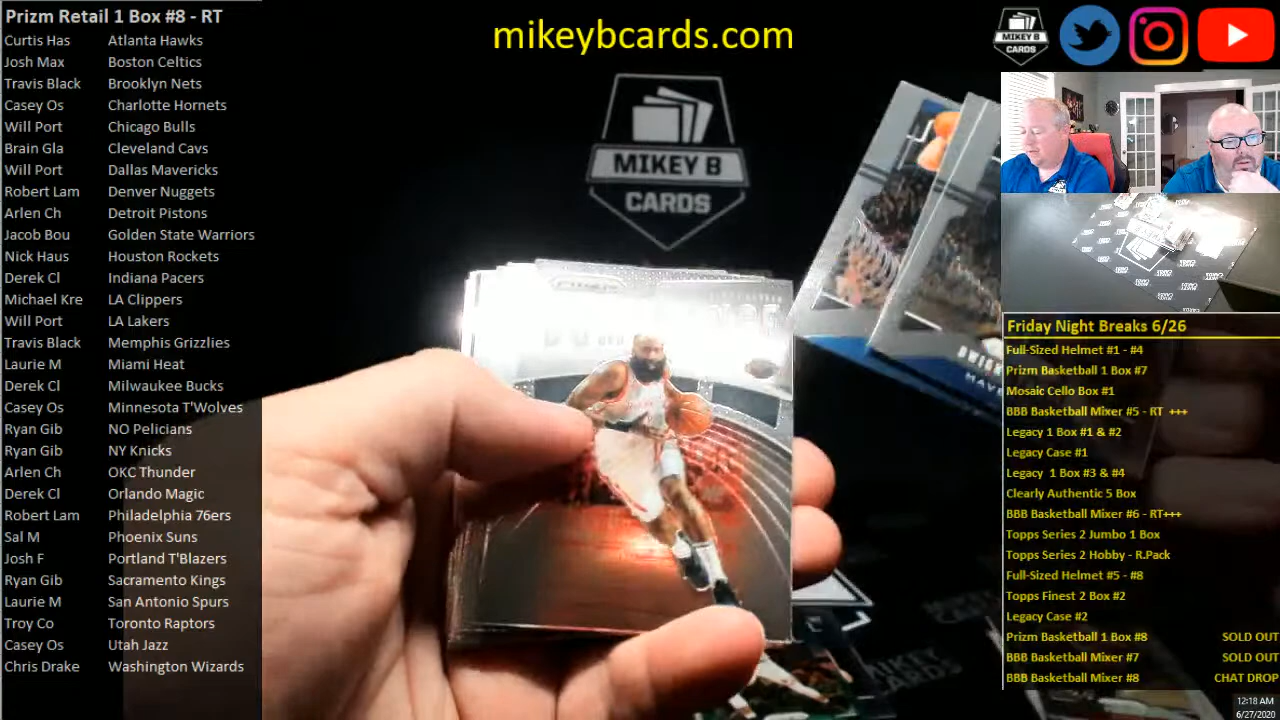 Prizm Retail 1 Box #8 - RT
Curtis Has Atlanta Hawks
Josh Max Boston Celtics
Travis Black Brooklyn Nets
Casey Os Charlotte Hornets
Will Port Chicago Bulls
Brain Gla Cleveland Cavs
Will Port Dallas Mavericks
Robert Lam Denver Nuggets
Arlen Ch Detroit Pistons
Jacob Bou Golden State Warriors
Nick Haus Houston Rockets
Derek Cl Indiana Pacers
Michael Kre LA Clippers
Will Port LA Lakers
Travis Black Memphis Grizzlies
Laurie M Miami Heat
Derek Cl Milwaukee Bucks
Casey Os Minnesota T'Wolves
Ryan Gib NO Pelicians
Ryan Gib NY Knicks
Arlen Ch OKC Thunder
Derek Cl Orlando Magic
Robert Lam Philadelphia 76ers
Sal M Phoenix Suns
Josh F Portland T'Blazers
Ryan Gib Sacramento Kings
Laurie M San Antonio Spurs
Troy Co Toronto Raptors
Casey Os Utah Jazz
Chris Drake Washington Wizards
mikeybcards.com
MIKEY B
CARDS
MIKEY B
CARDS
Friday Night Breaks 6/26
Full-Sized Helmet #1 - #4
Prizm Basketball 1 Box #7
Mosaic Cello Box #1
BBB Basketball Mixer #5 - RT +++
Legacy 1 Box #1 & #2
Legacy Case #1
Legacy 1 Box #3 & #4
Clearly Authentic 5 Box
BBB Basketball Mixer #6 - RT+++
Topps Series 2 Jumbo 1 Box
Topps Series 2 Hobby - R.Pack
Full-Sized Helmet #5 - #8
Topps Finest 2 Box #2
Legacy Case #2
Prizm Basketball 1 Box #8 SOLD OUT
BBB Basketball Mixer #7 SOLD OUT
BBB Basketball Mixer #8 CHAT DROP
12:18 AM
6/27/2020